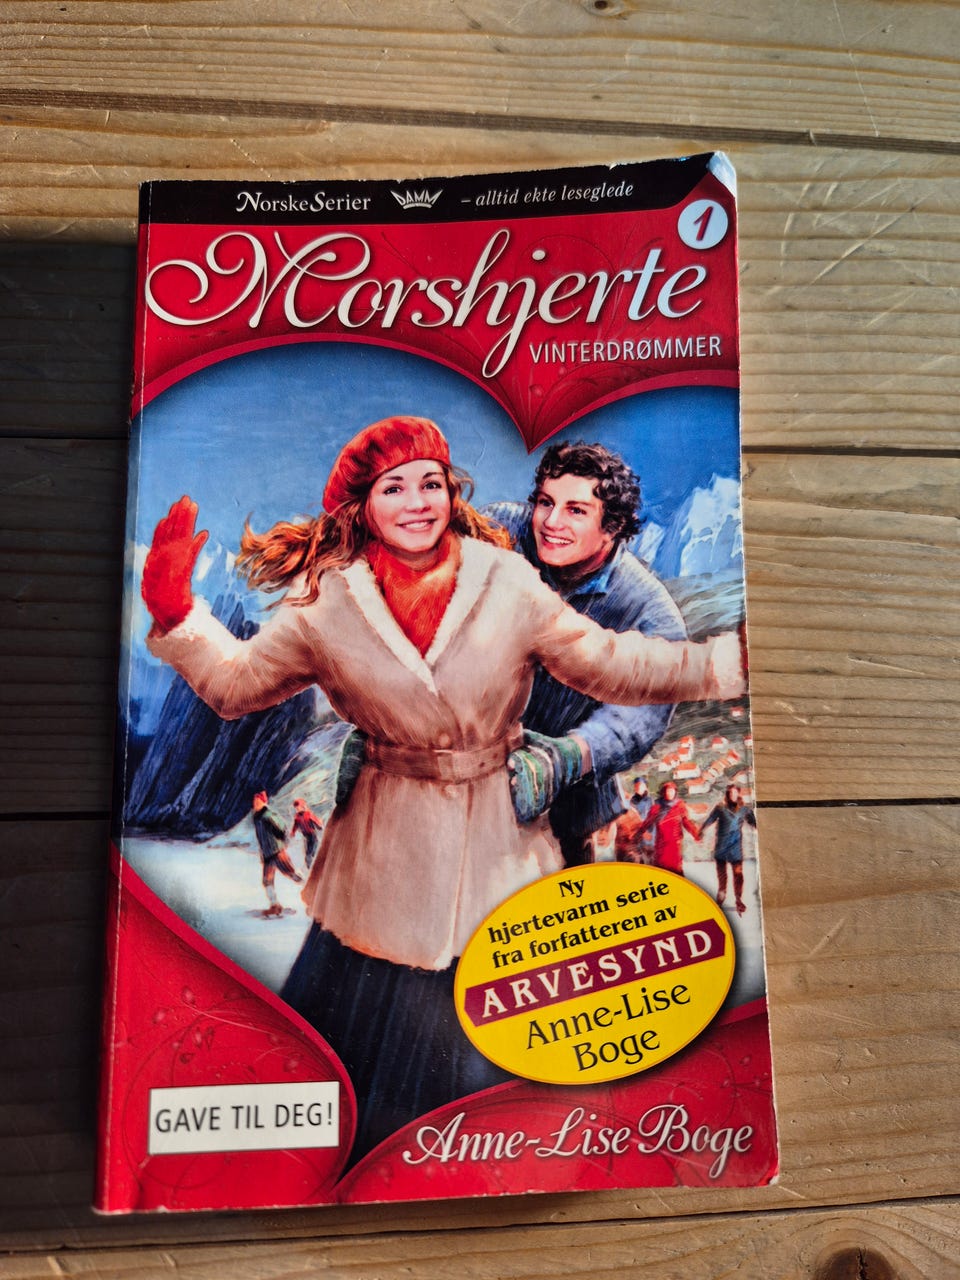 NorskeSerier DAMM – alltid ekte leseglede
1
Morshjerte
VINTERDRØMMER
Ny
hjertevarm serie
fra forfatteren av
ARVESYND
Anne-Lise
Boge
GAVE TIL DEG!
Anne-Lise Boge